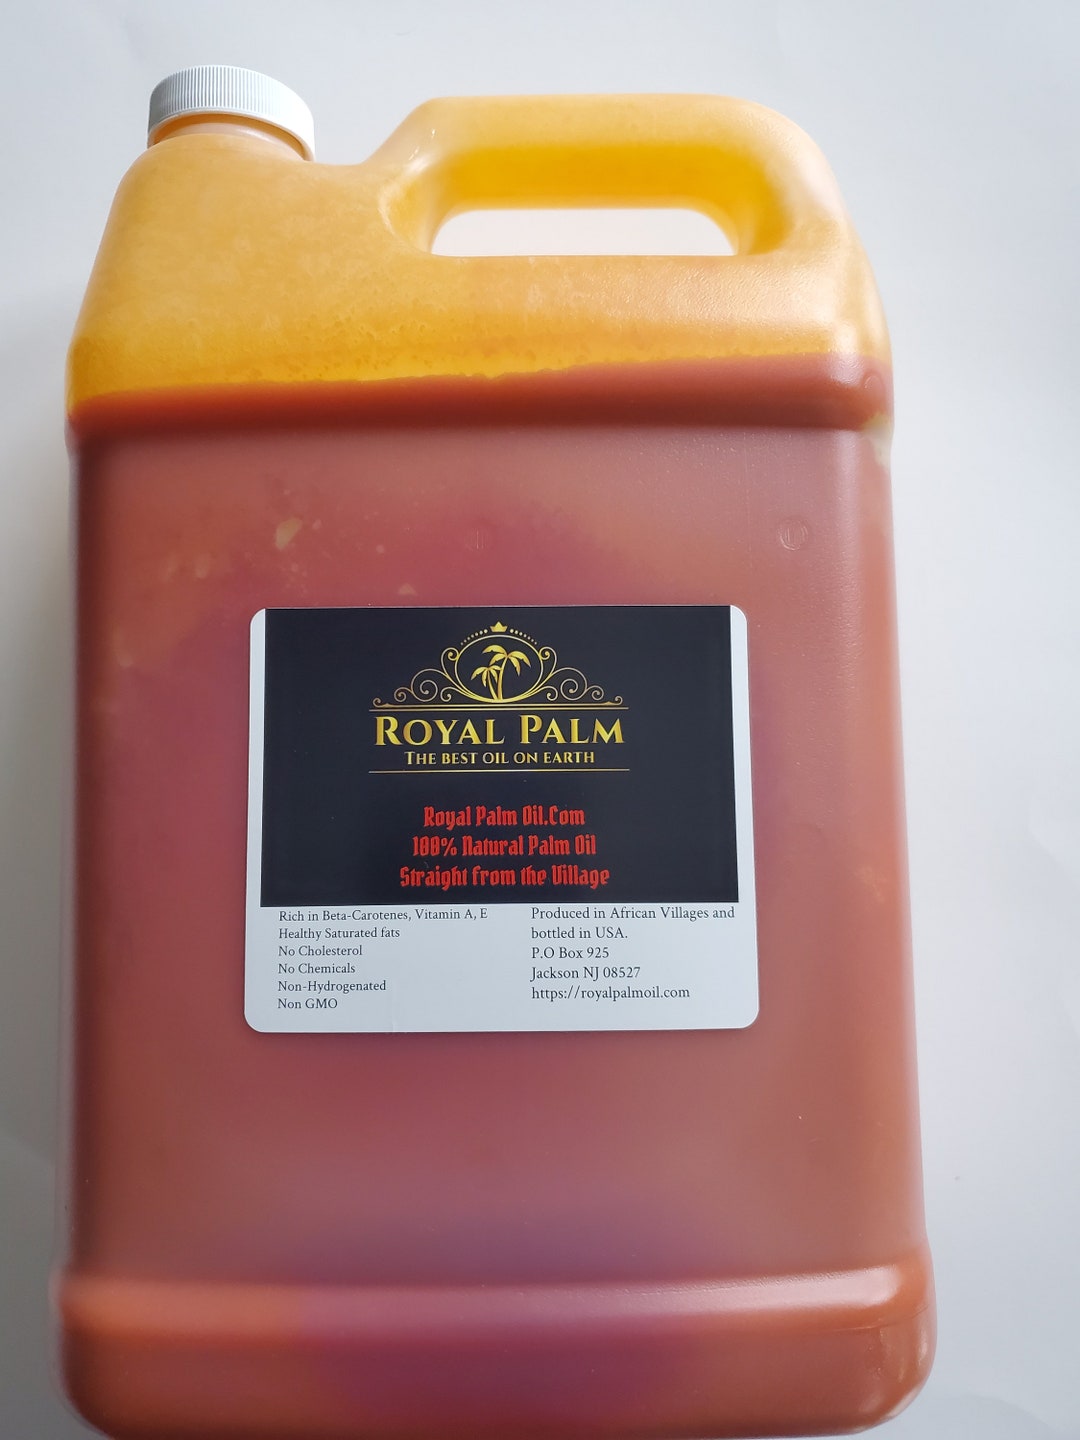 ROYAL PALM
THE BEST OIL ON EARTH
Royal Palm Oil.Com
100% Natural Palm Oil
Straight from the Village
Rich in Beta-Carotenes, Vitamin A, E
Healthy Saturated fats
No Cholesterol
No Chemicals
Non-Hydrogenated
Non GMO
Produced in African Villages and
bottled in USA.
P.O Box 925
Jackson NJ 08527
https://royalpalmoil.com